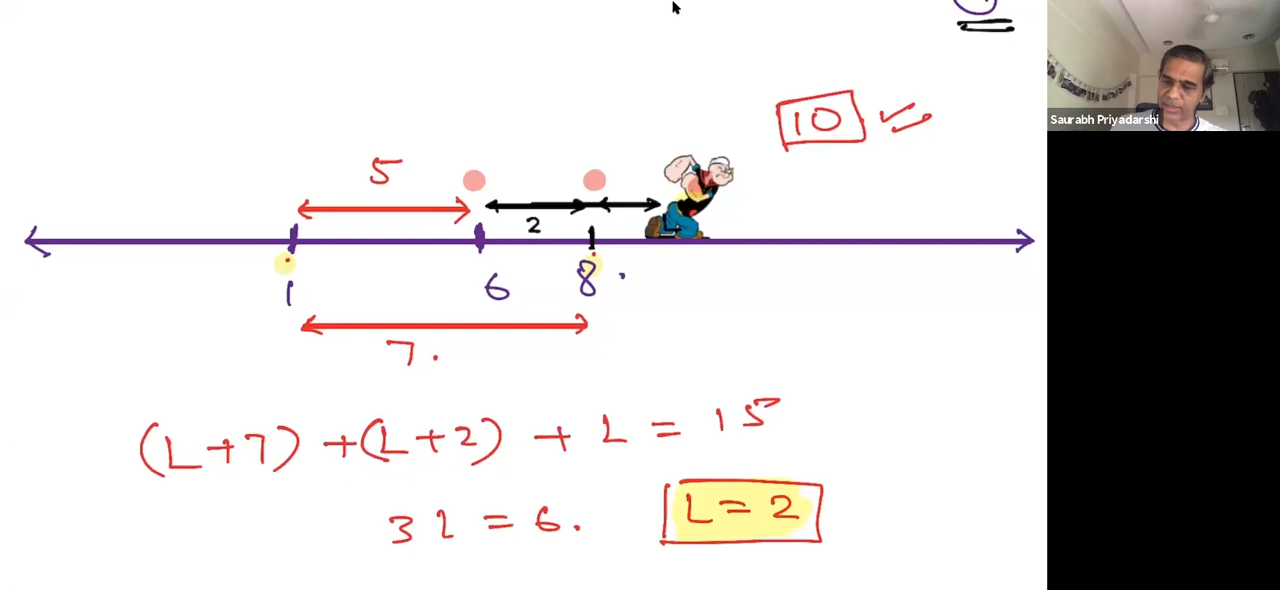 10
Saurabh Priyadarshi
5
2
1 6 8 .
7 .
(L+7) + (L+2) + L = 15
3L = 6.
L = 2